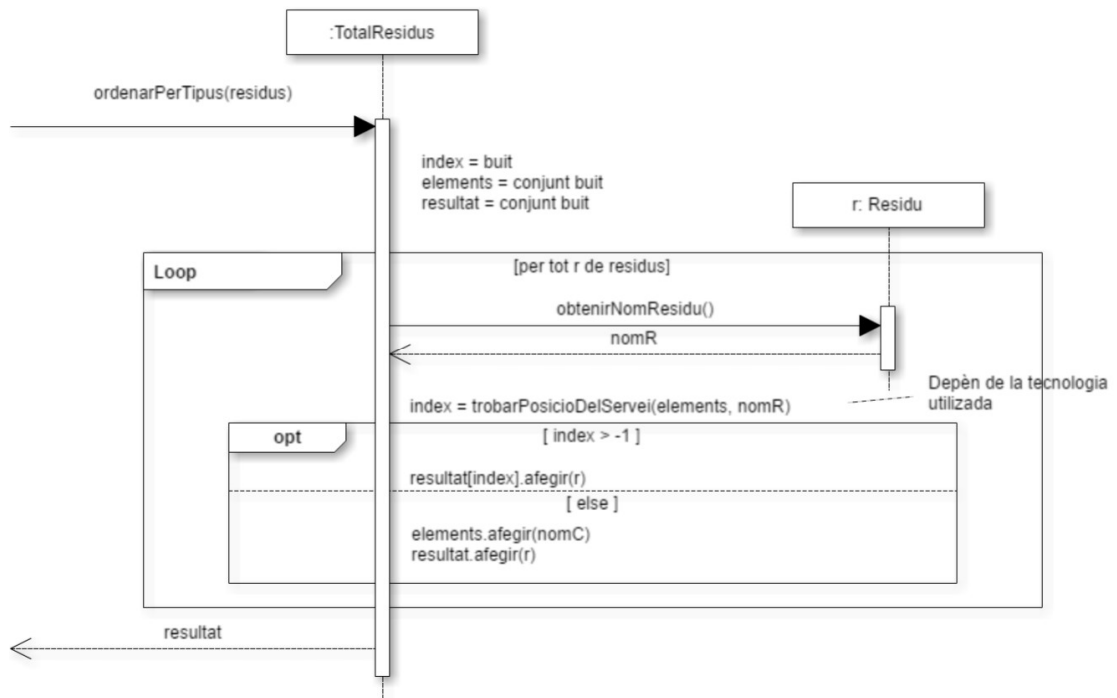 :TotalResidus
ordenarPerTipus(residus)
index = buit
elements = conjunt buit
resultat = conjunt buit
r: Residu
Loop
[per tot r de residus]
obtenirNomResidu()
nomR
Depèn de la tecnologia
utilizada
index = trobarPosicioDelServei(elements, nomR)
opt
[ index > -1 ]
resultat[index].afegir(r)
[ else ]
elements.afegir(nomC)
resultat.afegir(r)
resultat